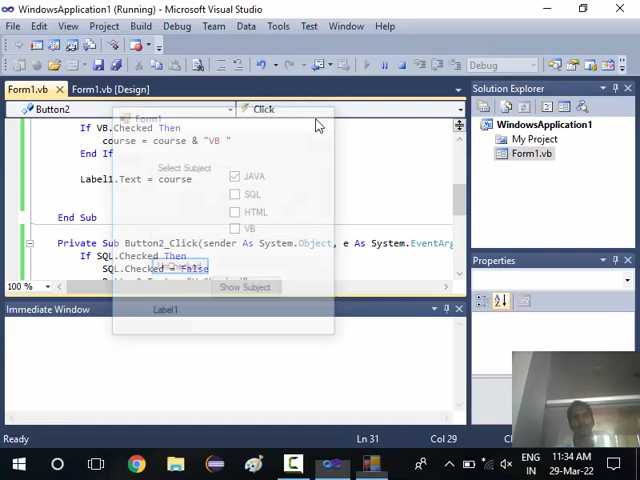 WindowsApplication1 (Running) - Microsoft Visual Studio
File Edit View Project Build Debug Team Data Tools Test Window Help
Debug
Form1.vb Form1.vb [Design]
Button2 Click
Form1
If VB.Checked Then
course = course & "VB "
End If
Select Subject
JAVA
Label1.Text = course
SQL
HTML
VB
End Sub
Private Sub Button2_Click(sender As System.Object, e As System.EventArg
If SQL.Checked Then
SQL.Checked = False
Show Subject
100 %
Label1
Immediate Window
Solution Explorer
WindowsApplication1
My Project
Form1.vb
Properties
Ready Ln 31 Col 29
ENG
IN
11:34 AM
29-Mar-22